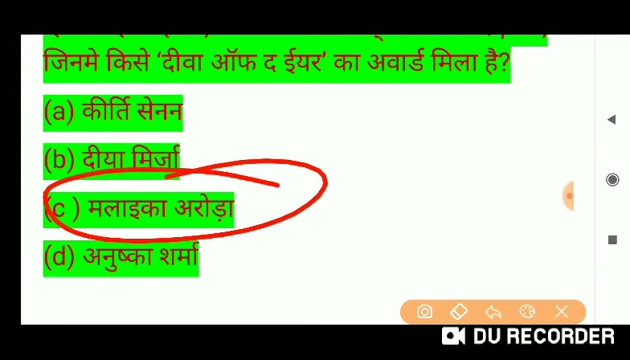 जिनमे किसे ‘दीवा ऑफ द ईयर’ का अवार्ड मिला है?
(a) कीर्ति सेनन
(b) दीया मिर्जा
(c ) मलाइका अरोड़ा
(d) अनुष्का शर्मा
DU RECORDER